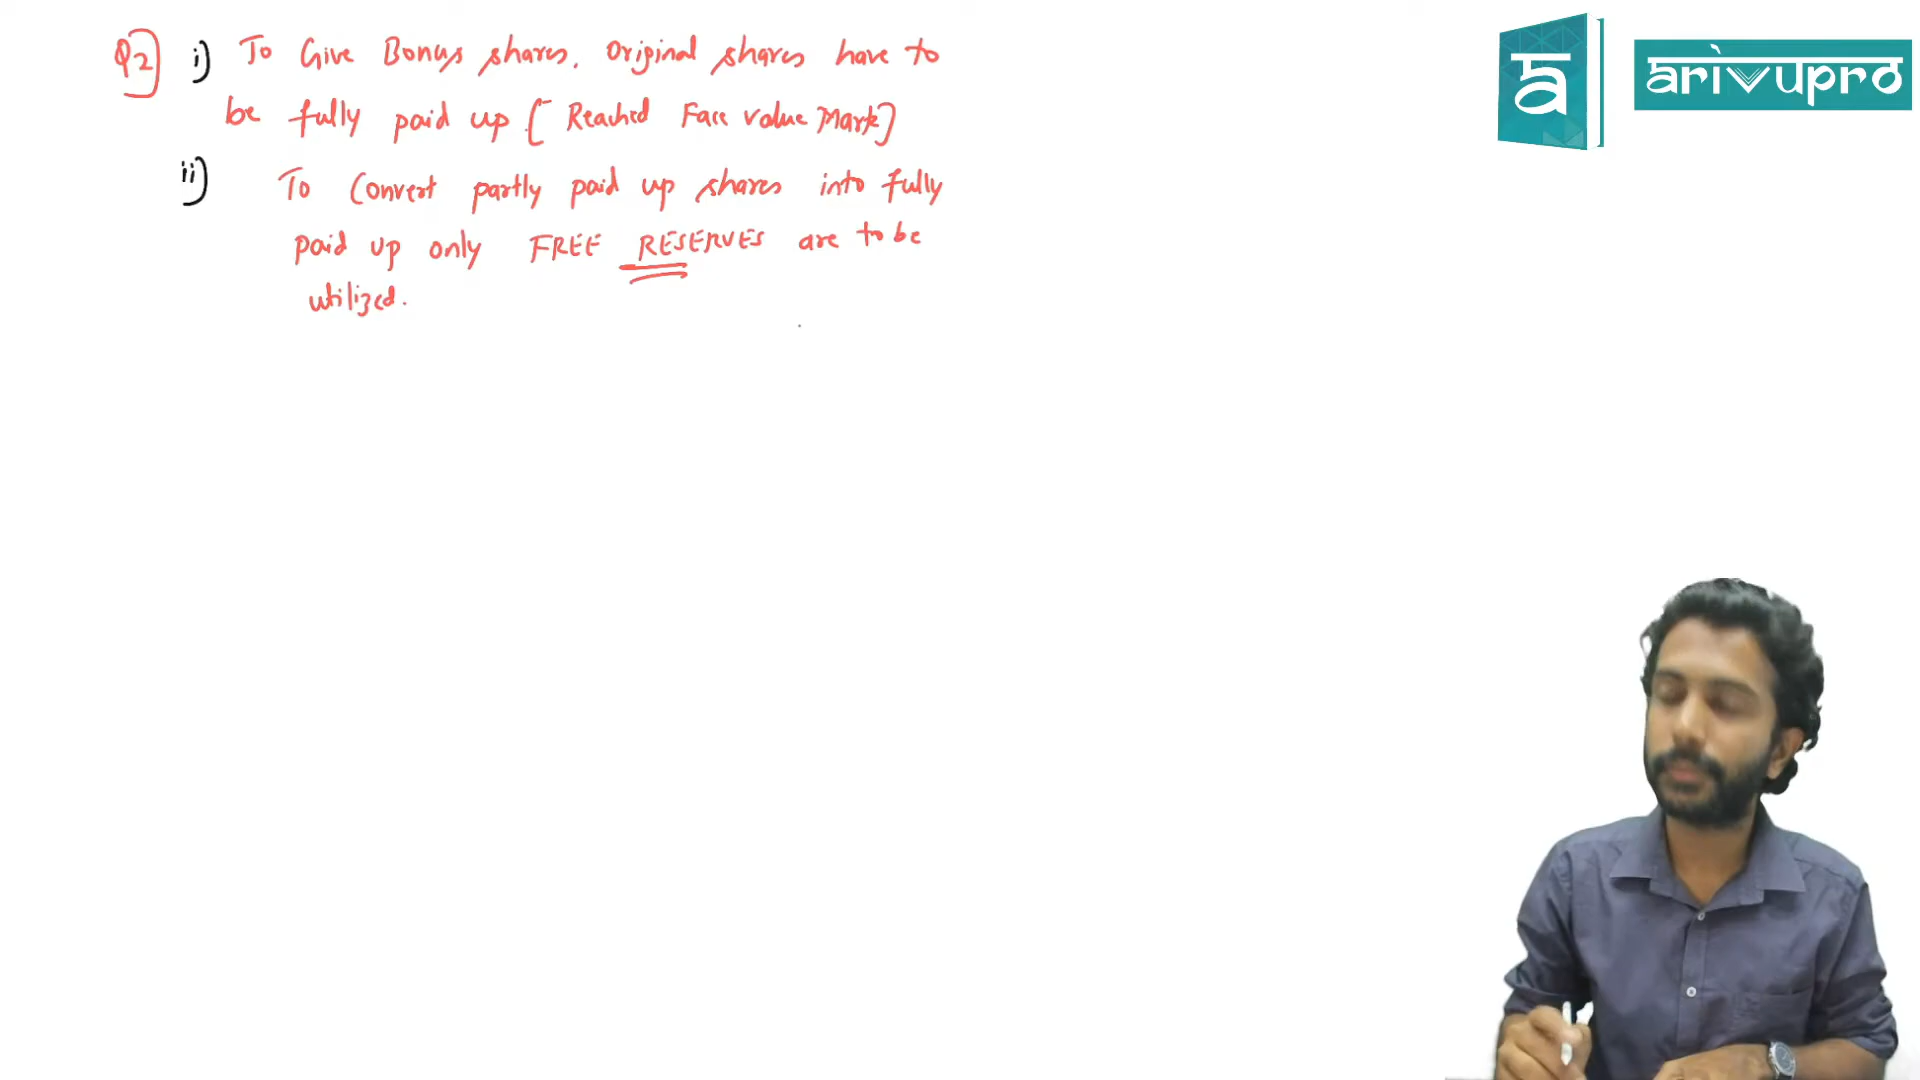 Q2] i) To Give Bonus shares. Original shares have to
be fully paid up. [ Reached Face value Mark]
ii) To Convert partly paid up shares into fully
paid up only FREE RESERVES are to be
utilized.
a
arivupro